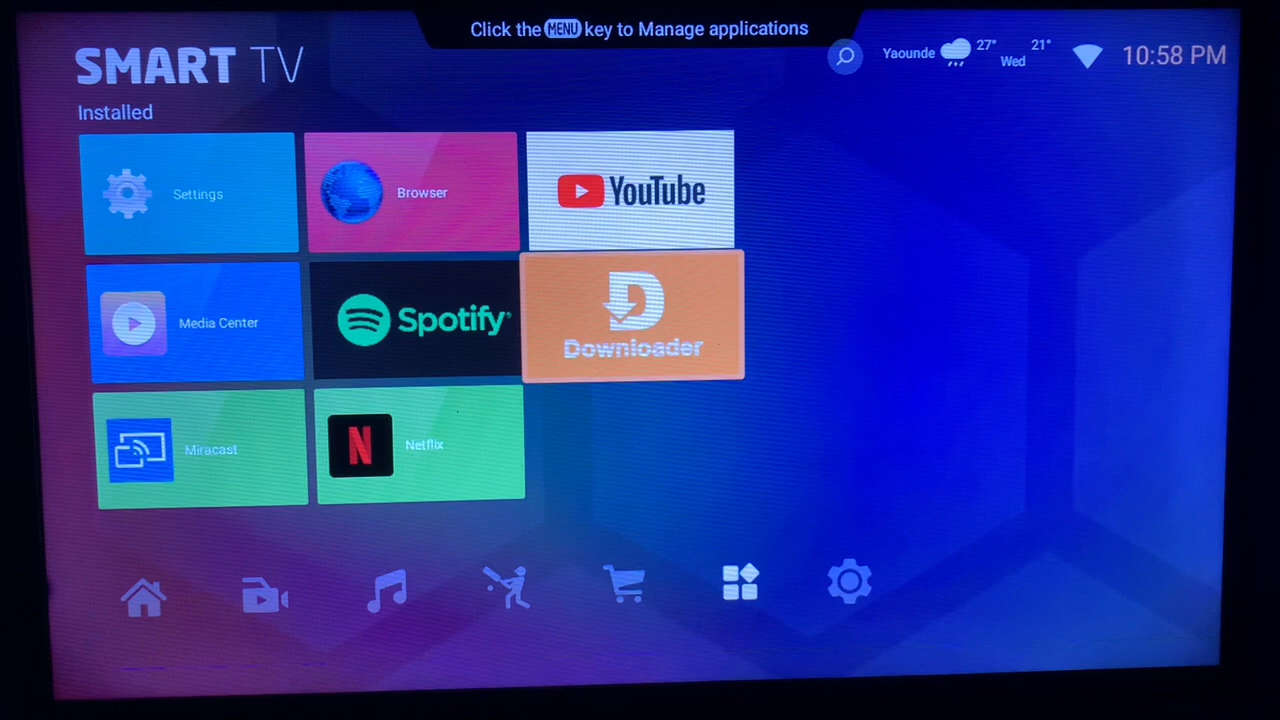 Click the MENU key to Manage applications
SMART TV
Yaounde 27° Wed 21° 10:58 PM
Installed
Settings
Browser
YouTube
Media Center
Spotify
D
Downloader
Miracast
N
Netflix